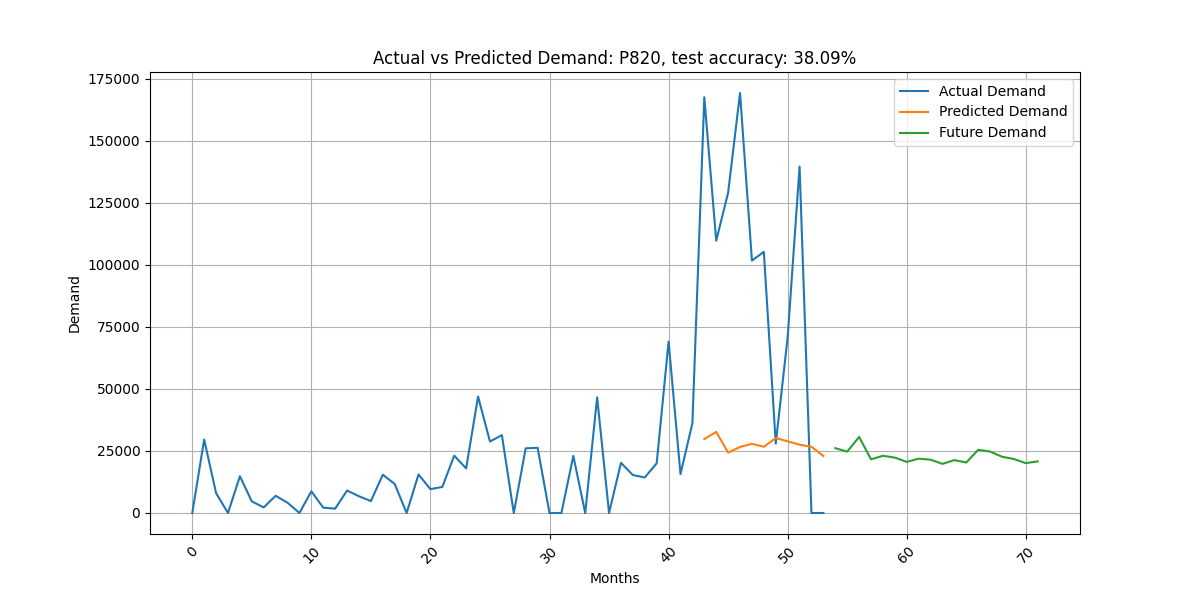 Actual vs Predicted Demand: P820, test accuracy: 38.09%
175000
150000
125000
100000
75000
50000
25000
0
Demand
Actual Demand
Predicted Demand
Future Demand
0
10
20
30
40
50
60
70
Months